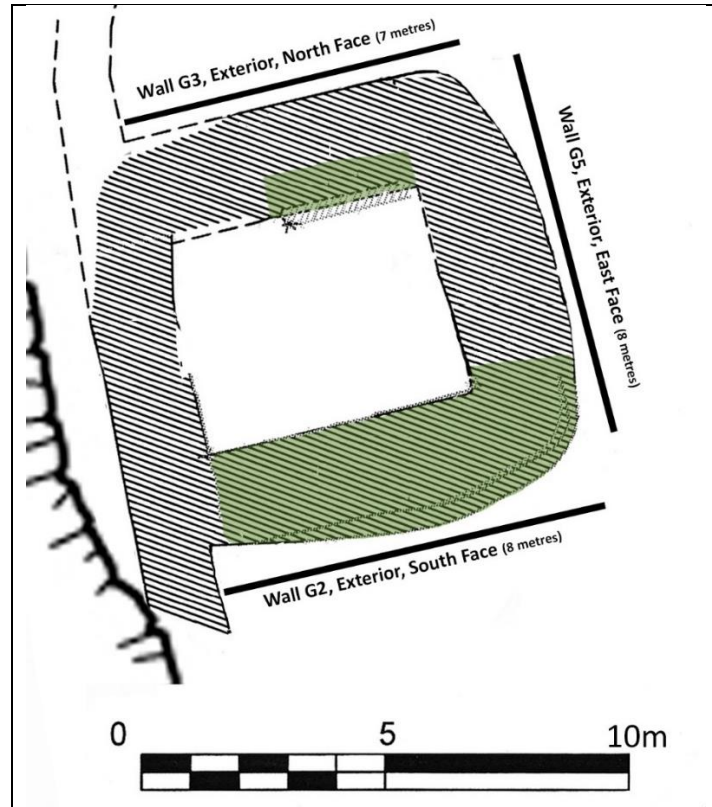 Wall G3, Exterior, North Face (7 metres)
Wall G5, Exterior, East Face (8 metres)
Wall G2, Exterior, South Face (8 metres)
0 5 10m